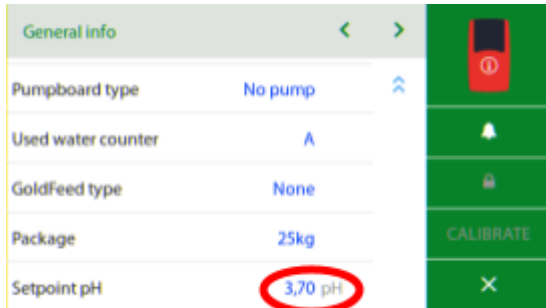 General info
Pumpboard type No pump
Used water counter A
GoldFeed type None
Package 25kg
CALIBRATE
Setpoint pH 3,70 pH